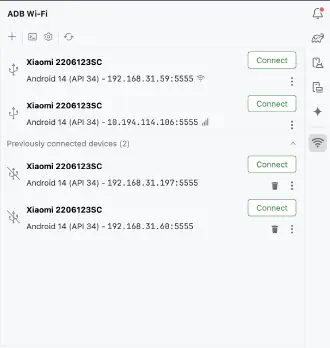 ADB Wi-Fi
Xiaomi 2206123SC
Connect
Android 14 (API 34) - 192.168.31.59:5555
Xiaomi 2206123SC
Connect
Android 14 (API 34) - 10.194.114.106:5555
Previously connected devices (2)
Xiaomi 2206123SC
Connect
Android 14 (API 34) - 192.168.31.197:5555
Xiaomi 2206123SC
Connect
Android 14 (API 34) - 192.168.31.60:5555